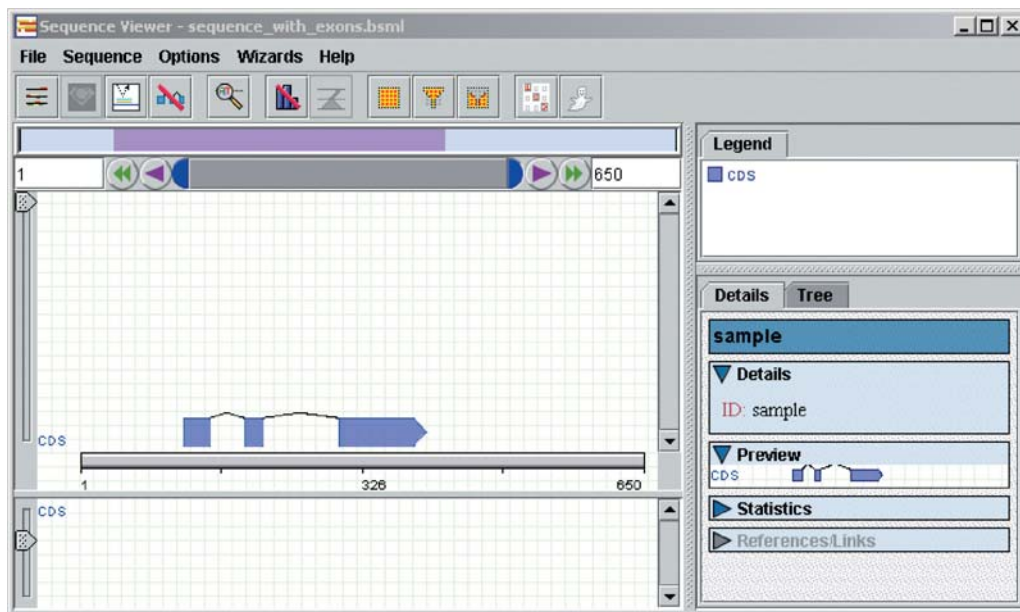 Sequence Viewer - sequence_with_exons.bsml
File Sequence Options Wizards Help
1
650
CDS
1 326 650
CDS
Legend
CDS
Details Tree
sample
Details
ID: sample
Preview
CDS
Statistics
References/Links